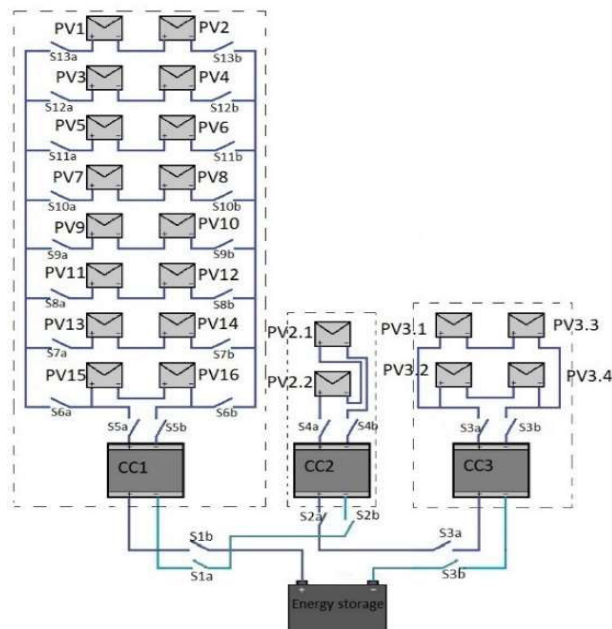 PV1 PV2
S13a S13b
PV3 PV4
S12a S12b
PV5 PV6
S11a S11b
PV7 PV8
S10a S10b
PV9 PV10
S9a S9b
PV11 PV12
S8a S8b
PV13 PV14
S7a S7b
PV15 PV16
S6a S6b
S5a S5b
CC1
PV2.1
PV2.2
S4a S4b
CC2
PV3.1 PV3.3
PV3.2 PV3.4
S3a S3b
CC3
S2a S2b
S1b S3a
S1a S3b
+ −
Energy storage